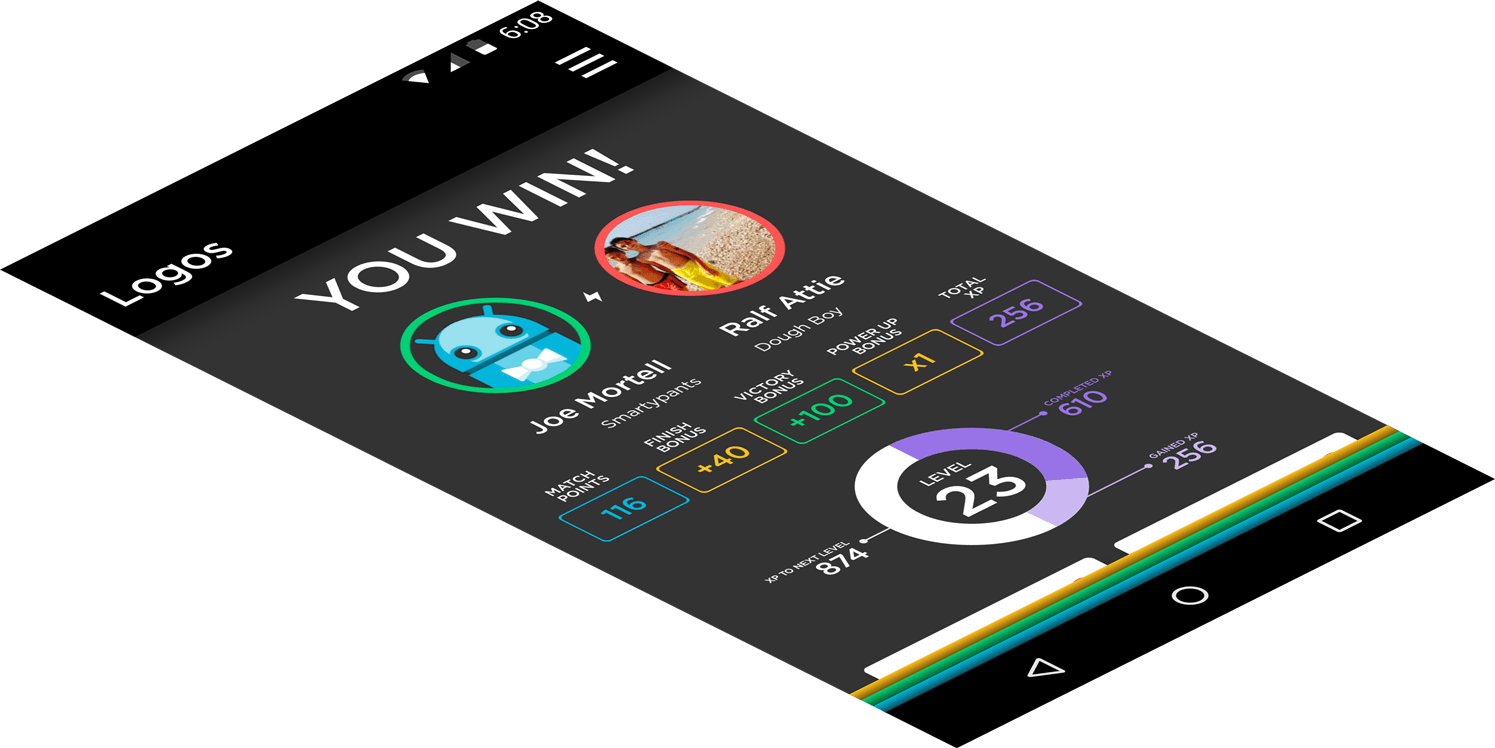 6:08
Logos
YOU WIN!
Joe Mortell
Smartypants
Ralf Attie
Dough Boy
MATCH
POINTS
116
FINISH
BONUS
+40
VICTORY
BONUS
+100
POWER UP
BONUS
x1
TOTAL
XP
256
LEVEL
23
COMPLETED XP
610
GAINED XP
256
XP TO NEXT LEVEL
874